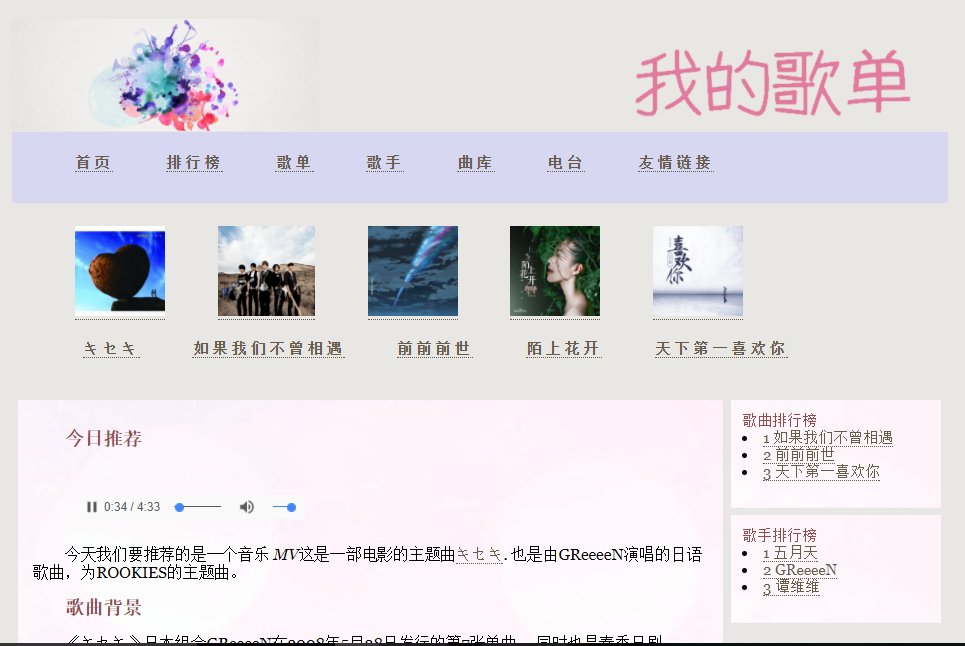 我的歌单
首页 排行榜 歌单 歌手 曲库 电台 友情链接
陌上花开
喜欢你
キセキ 如果我们不曾相遇 前前前世 陌上花开 天下第一喜欢你
今日推荐
0:34 / 4:33
今天我们要推荐的是一个音乐 MV这是一部电影的主题曲キセキ. 也是由GReeeeN演唱的日语
歌曲，为ROOKIES的主题曲。
歌曲背景
《キセキ》日本组合GReeeeN在2008年5月28日发行的第7张单曲。 同时也是春季日剧
歌曲排行榜
1 如果我们不曾相遇
2 前前前世
3 天下第一喜欢你
歌手排行榜
1 五月天
2 GReeeeN
3 谭维维